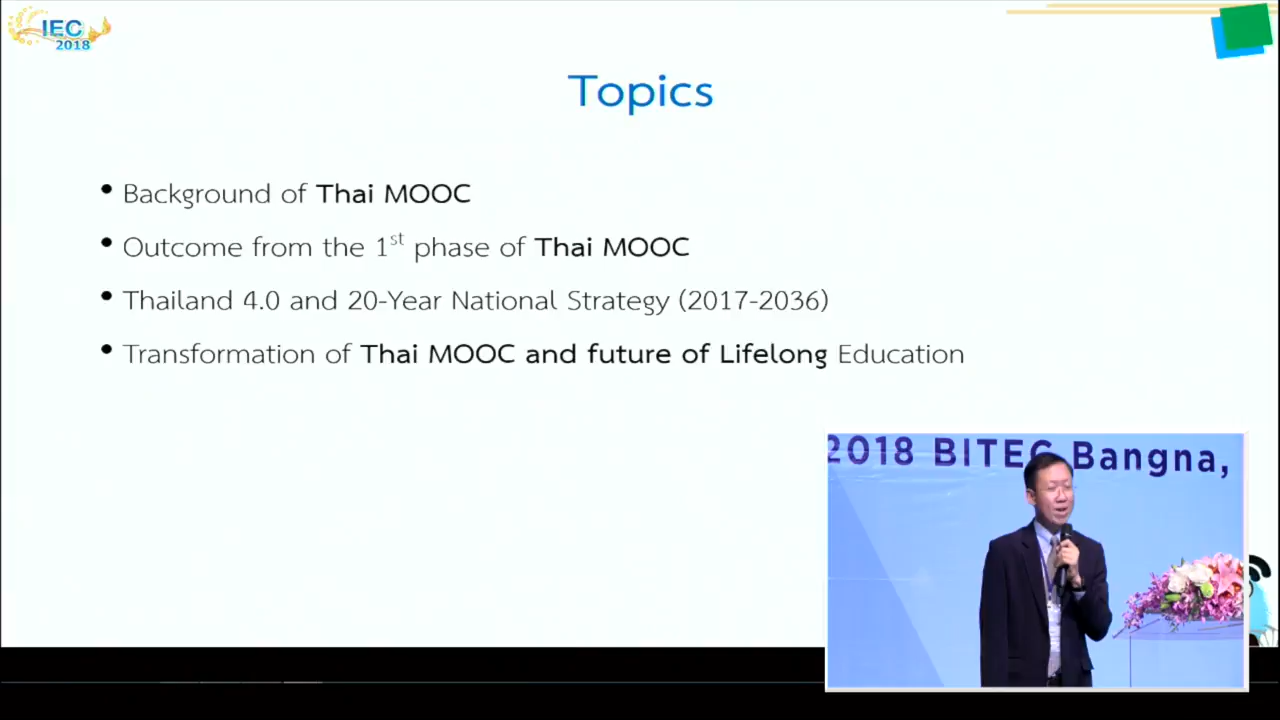 IEC
2018
Topics
• Background of Thai MOOC
• Outcome from the 1st phase of Thai MOOC
• Thailand 4.0 and 20-Year National Strategy (2017-2036)
• Transformation of Thai MOOC and future of Lifelong Education
2018 BITEC Bangna,